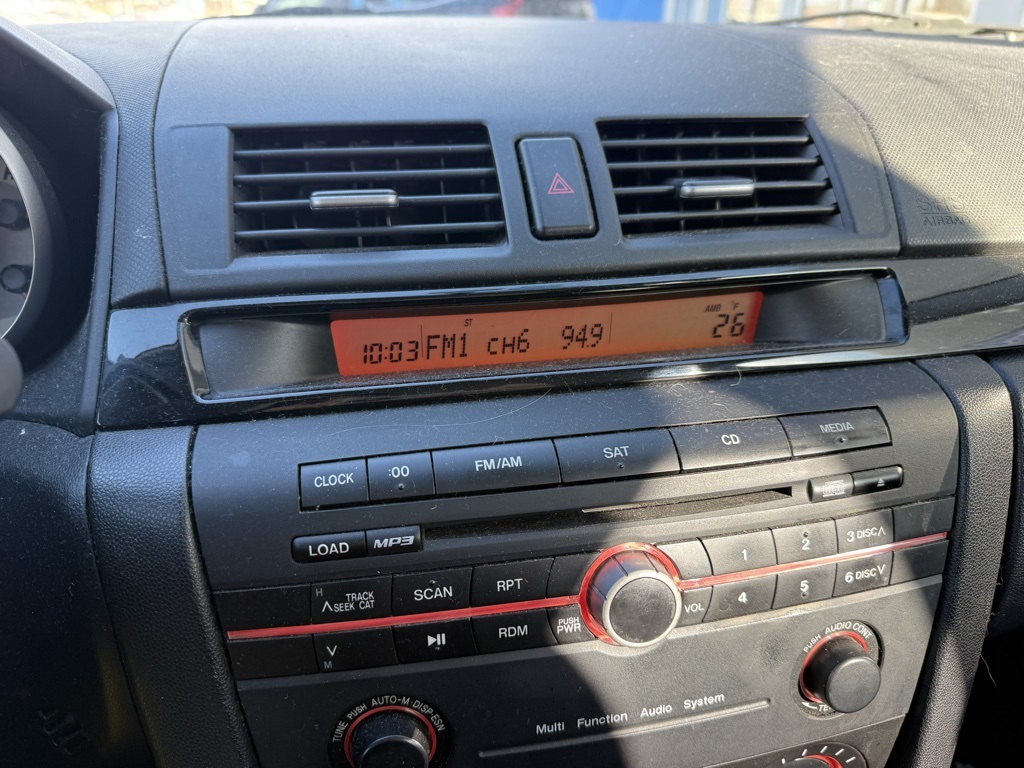 AIRBAG
ST
AMB °F
10:03 FM1 CH6 94.9 26
CLOCK :00 FM/AM SAT CD MEDIA
LOAD MP3
H
∧ TRACK
SEEK CAT
SCAN RPT 1 2 3 DISC∧
∨
M
RDM PUSH
PWR
VOL 4 5 6 DISC∨
TUNE PUSH AUTO-M·DISP·ESN
PUSH AUDIO CONT
Multi Function Audio System